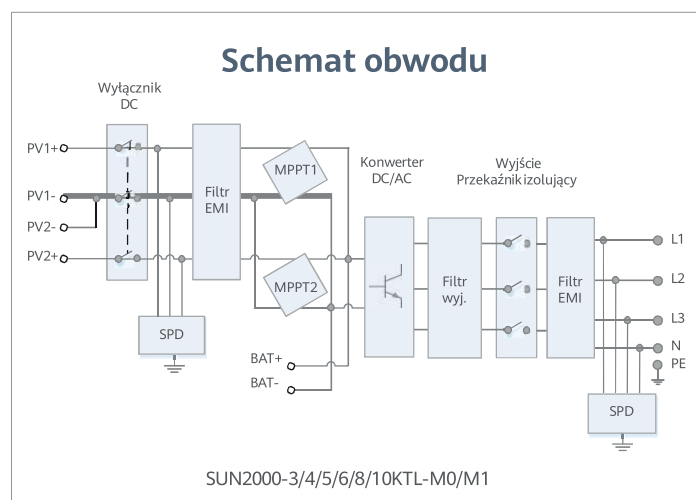 Schemat obwodu
Wyłącznik
DC
PV1+
PV1-
PV2-
PV2+
Filtr
EMI
MPPT1
MPPT2
SPD
BAT+
BAT-
Konwerter
DC/AC
Filtr
wyj.
Wyjście
Przekaźnik izolujący
Filtr
EMI
L1
L2
L3
N
PE
SPD
SUN2000-3/4/5/6/8/10KTL-M0/M1